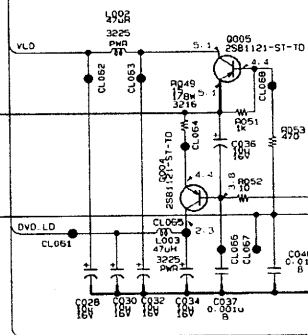 L002
47uH
VLD
3225
PWR
CL062
CL063
5.1
Q005
2SB1121-ST-TD
4.4
CL068
R049
1/8W
3216
5.1
CL064
R051
1K
R053
470
C036
10u
16V
Q004
2SB1121-ST-TD
4.4
3.8
R052
10
DVD_LD
CL061
CL065
L003
47uH
3225
PWR
2.3
CL066
CL067
C028
10u
16V
C030
10u
16V
C032
10u
16V
C034
10u
16V
C037
0.001u
B
C04
0.01
B